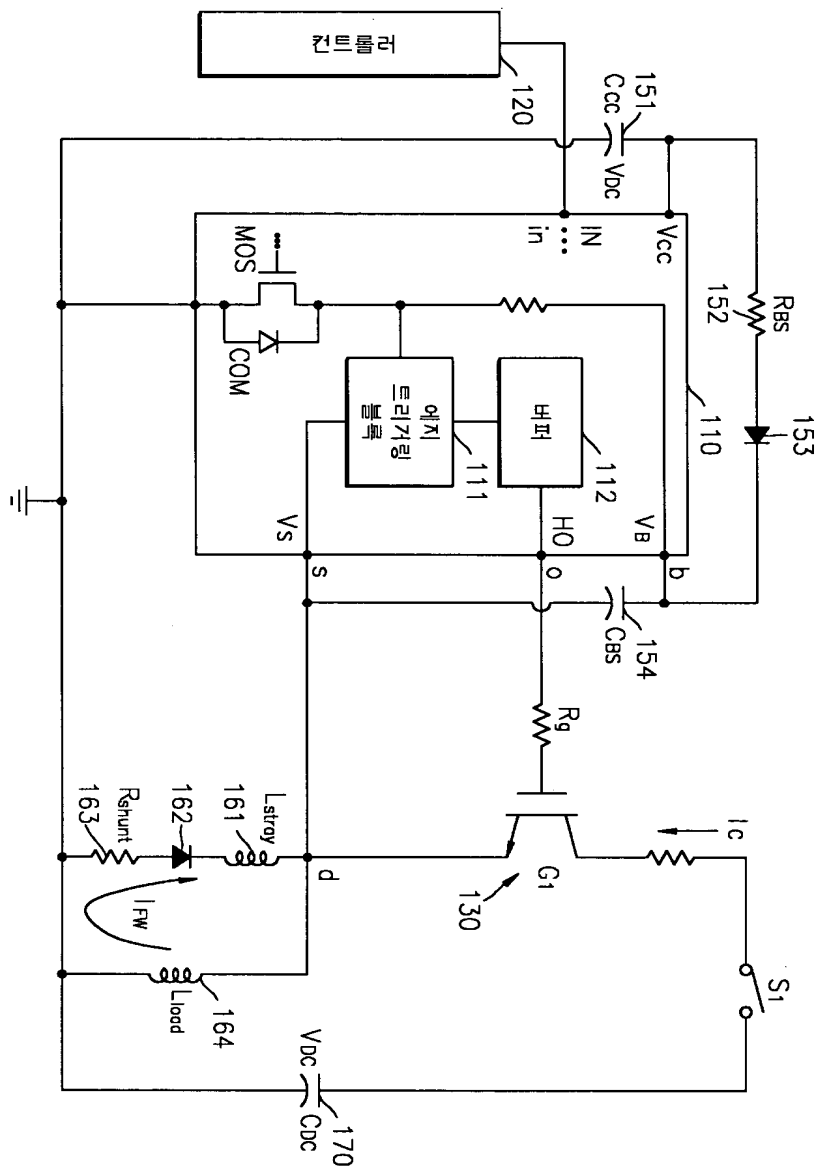 컨트롤러
120
151
Ccc
VDC
Vcc
IN
in
RBS
152
153
110
MOS
COM
에지
트리거링
블록
111
버퍼
112
Vs
s
HO
o
VB
b
154
CBS
Rg
G1
130
Ic
S1
Lstray
161
162
Rshunt
163
IFW
d
Lload
164
VDC
CDC
170